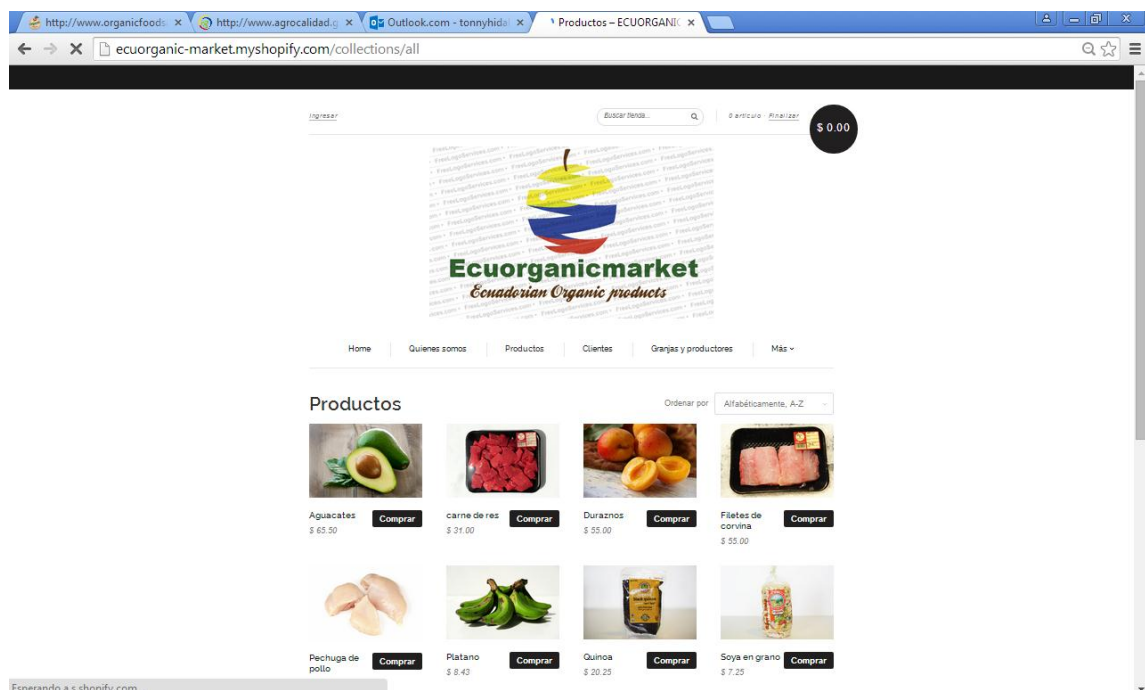 http://www.organicfoods
http://www.agrocalidad.g
Outlook.com - tonnyhidal
Productos – ECUORGANIC
ecuorganic-market.myshopify.com/collections/all
Ingresar
Buscar tienda...
0 artículo · Finalizar
$ 0.00
Ecuorganicmarket
Ecuadorian Organic products
Home Quienes somos Productos Clientes Granjas y productores Más
Productos
Ordenar por
Alfabéticamente, A-Z
Aguacates
$ 65.50
Comprar
carne de res
$ 31.00
Comprar
Duraznos
$ 55.00
Comprar
Filetes de
corvina
$ 55.00
Comprar
Pechuga de
pollo
Comprar
Platano
$ 8.43
Comprar
Quinoa
$ 20.25
Comprar
Soya en grano
$ 7.25
Comprar
Esperando a s.shopify.com